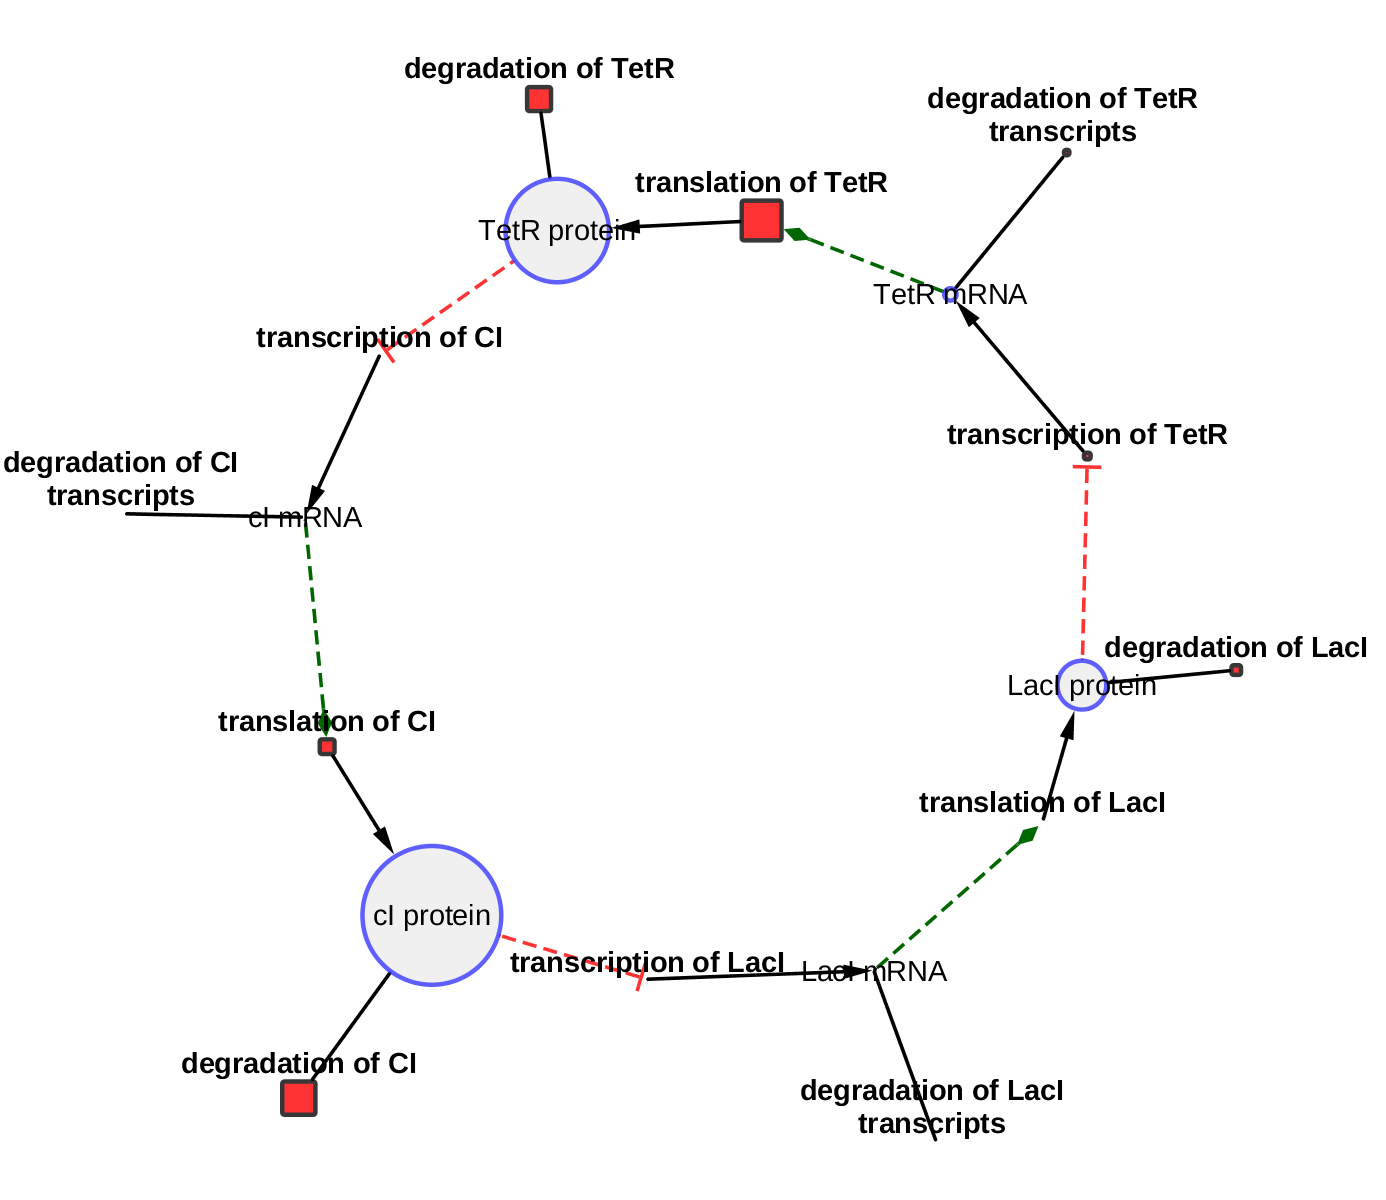 degradation of TetR
degradation of TetR
transcripts
translation of TetR
TetR protein
TetR mRNA
transcription of CI
transcription of TetR
degradation of CI
transcripts
cI mRNA
degradation of LacI
LacI protein
translation of CI
translation of LacI
cI protein
transcription of LacI
LacI mRNA
degradation of CI
degradation of LacI
transcripts